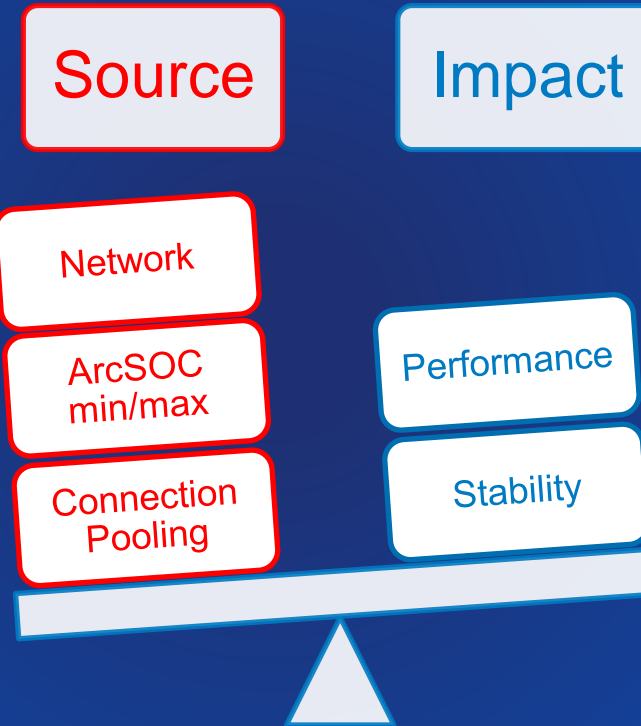 Source
Impact
Network
ArcSOC
min/max
Connection
Pooling
Performance
Stability